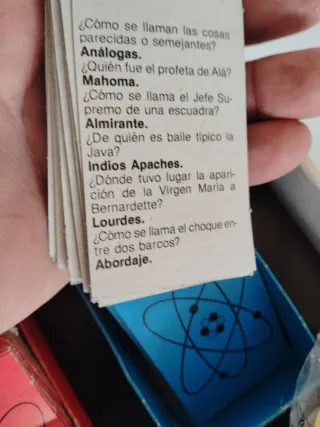 ¿Cómo se llaman las cosas
parecidas o semejantes?
Análogas.
¿Quién fue el profeta de Alá?
Mahoma.
¿Cómo se llama el Jefe Su-
premo de una escuadra?
Almirante.
¿De quién es baile típico la
Java?
Indios Apaches.
¿Dónde tuvo lugar la apari-
ción de la Virgen María a
Bernardette?
Lourdes.
¿Cómo se llama el choque en-
tre dos barcos?
Abordaje.